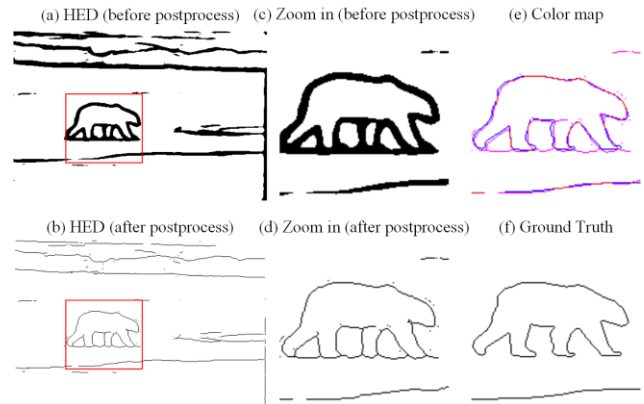 (a) HED (before postprocess)
(c) Zoom in (before postprocess)
(e) Color map
(b) HED (after postprocess)
(d) Zoom in (after postprocess)
(f) Ground Truth